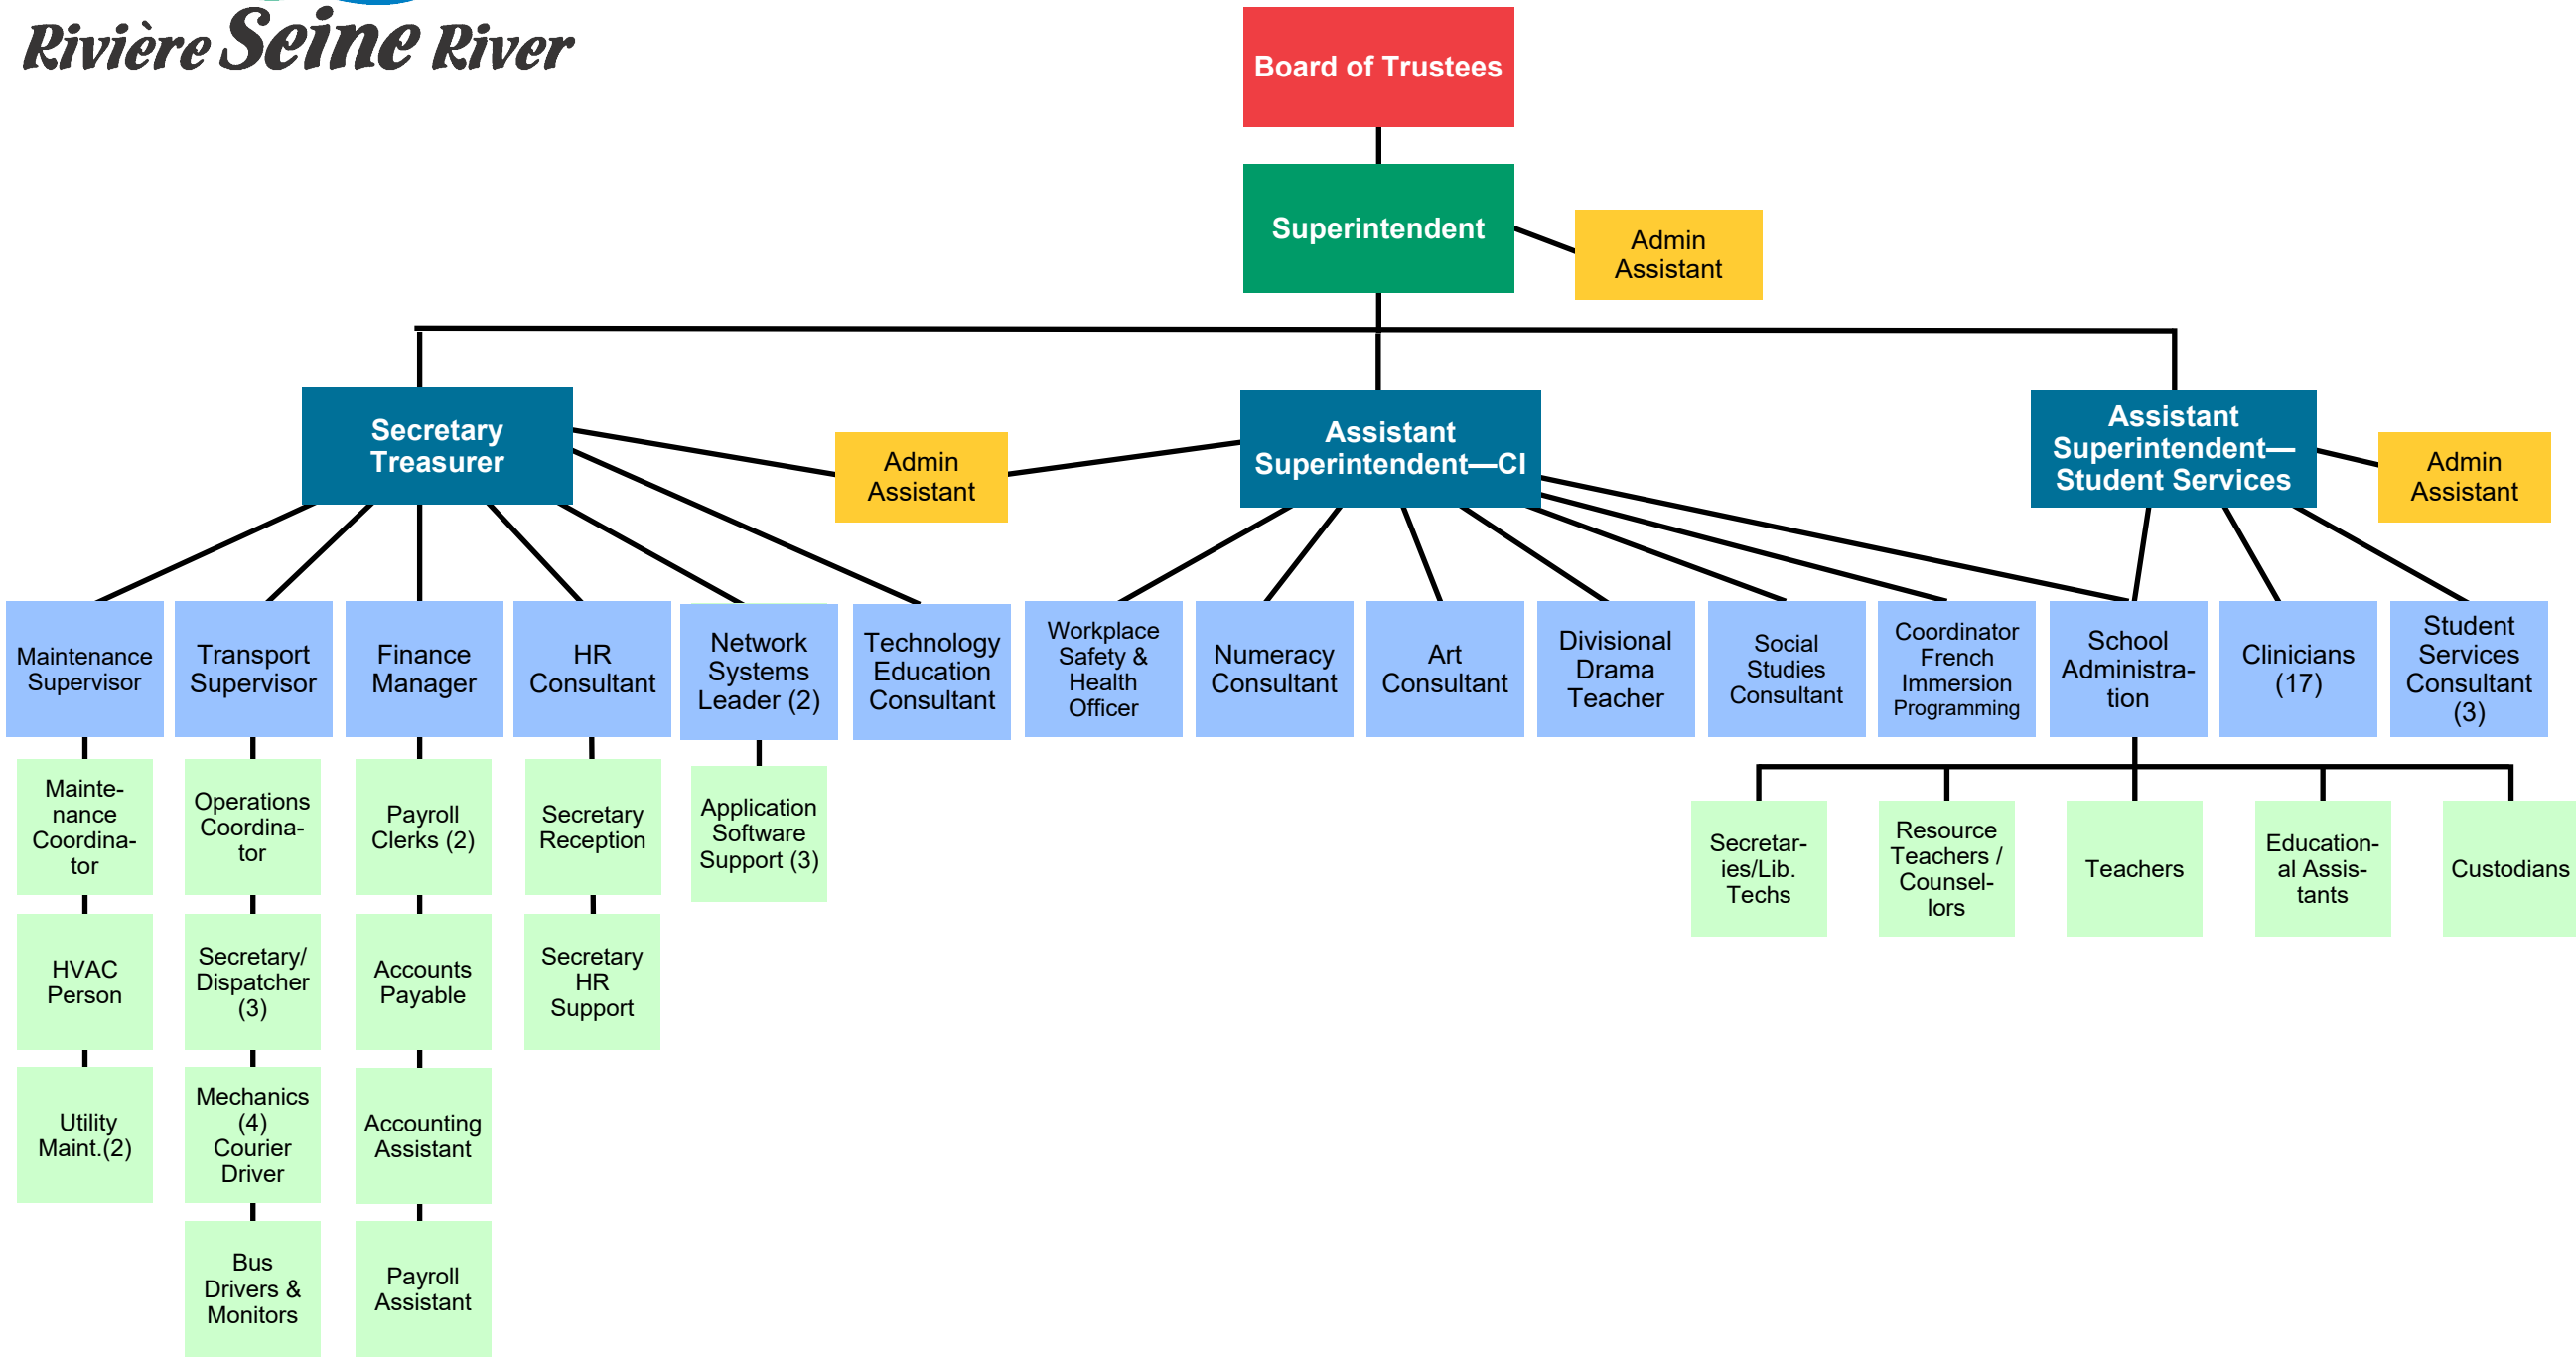 Rivière Seine River
Board of Trustees
Superintendent
Admin
Assistant
Secretary
Treasurer
Admin
Assistant
Assistant
Superintendent—CI
Assistant
Superintendent—
Student Services
Admin
Assistant
Maintenance
Supervisor
Transport
Supervisor
Finance
Manager
HR
Consultant
Network
Systems
Leader (2)
Technology
Education
Consultant
Workplace
Safety &
Health
Officer
Numeracy
Consultant
Art
Consultant
Divisional
Drama
Teacher
Social
Studies
Consultant
Coordinator
French
Immersion
Programming
School
Administra-
tion
Clinicians
(17)
Student
Services
Consultant
(3)
Mainte-
nance
Coordina-
tor
Operations
Coordina-
tor
Payroll
Clerks (2)
Secretary
Reception
Application
Software
Support (3)
Secretar-
ies/Lib.
Techs
Resource
Teachers /
Counsel-
lors
Teachers
Education-
al Assis-
tants
Custodians
HVAC
Person
Secretary/
Dispatcher
(3)
Accounts
Payable
Secretary
HR
Support
Utility
Maint.(2)
Mechanics
(4)
Courier
Driver
Accounting
Assistant
Bus
Drivers &
Monitors
Payroll
Assistant